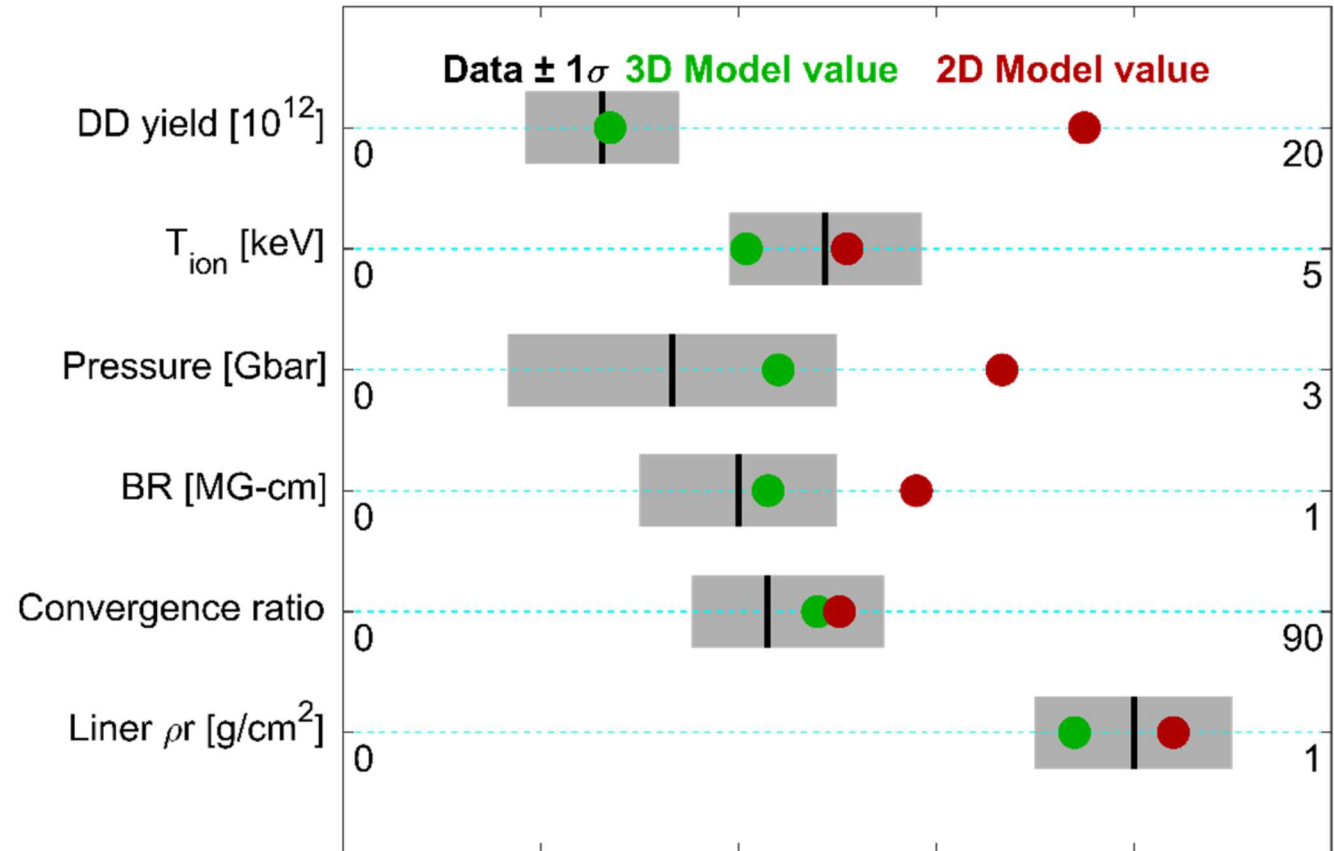 Data ± 1σ 3D Model value 2D Model value
DD yield [10^12]
0 20
T_ion [keV]
0 5
Pressure [Gbar]
0 3
BR [MG-cm]
0 1
Convergence ratio
0 90
Liner ρr [g/cm^2]
0 1